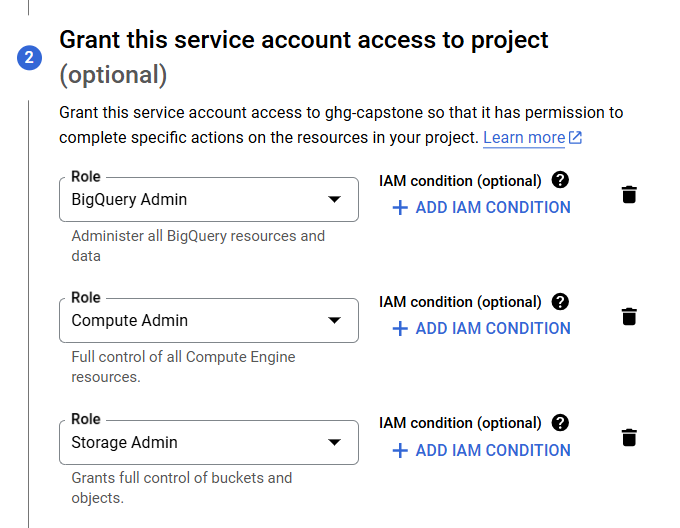 2
Grant this service account access to project
(optional)
Grant this service account access to ghg-capstone so that it has permission to
complete specific actions on the resources in your project. Learn more
Role
BigQuery Admin
IAM condition (optional) ?
+ ADD IAM CONDITION
Administer all BigQuery resources and
data
Role
Compute Admin
IAM condition (optional) ?
+ ADD IAM CONDITION
Full control of all Compute Engine
resources.
Role
Storage Admin
IAM condition (optional) ?
+ ADD IAM CONDITION
Grants full control of buckets and
objects.